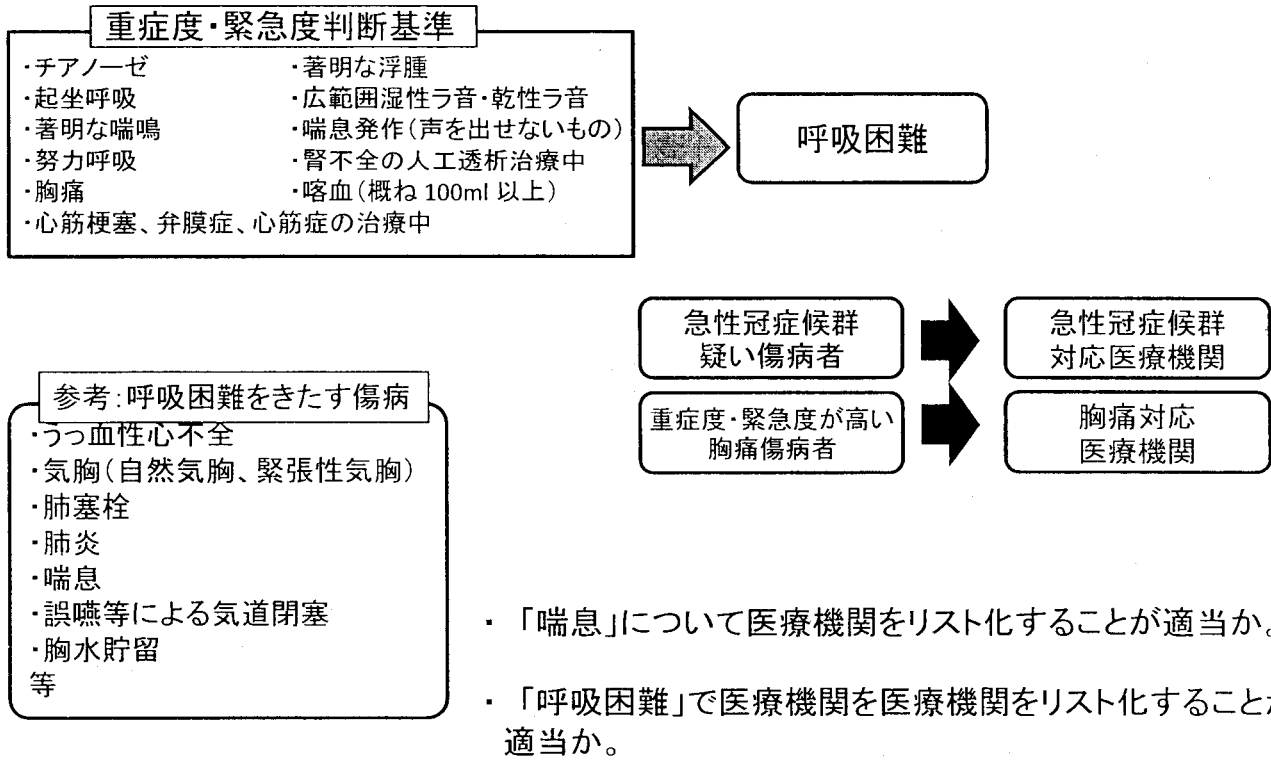 重症度・緊急度判断基準
・チアノーゼ ・著明な浮腫
・起坐呼吸 ・広範囲湿性ラ音・乾性ラ音
・著明な喘鳴 ・喘息発作(声を出せないもの)
・努力呼吸 ・腎不全の人工透析治療中
・胸痛 ・喀血(概ね 100ml 以上)
・心筋梗塞、弁膜症、心筋症の治療中
呼吸困難
急性冠症候群
疑い傷病者
急性冠症候群
対応医療機関
重症度・緊急度が高い
胸痛傷病者
胸痛対応
医療機関
参考:呼吸困難をきたす傷病
・うっ血性心不全
・気胸(自然気胸、緊張性気胸)
・肺塞栓
・肺炎
・喘息
・誤嚥等による気道閉塞
・胸水貯留
等
・「喘息」について医療機関をリスト化することが適当か。
・「呼吸困難」で医療機関を医療機関をリスト化することが
適当か。